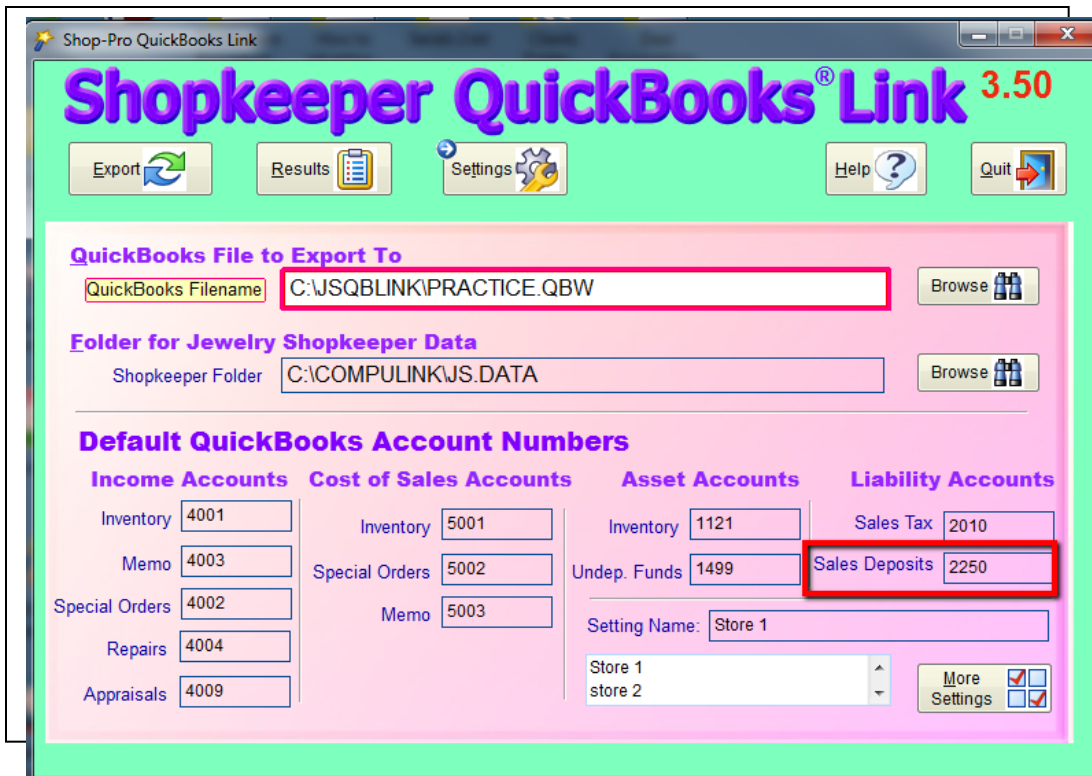 Shop-Pro QuickBooks Link
Shopkeeper QuickBooks® Link 3.50
Export Results Settings Help Quit
QuickBooks File to Export To
QuickBooks Filename C:\JSQBLINK\PRACTICE.QBW Browse
Folder for Jewelry Shopkeeper Data
Shopkeeper Folder C:\COMPULINK\JS.DATA Browse
Default QuickBooks Account Numbers
Income Accounts Cost of Sales Accounts Asset Accounts Liability Accounts
Inventory 4001 Inventory 5001 Inventory 1121 Sales Tax 2010
Memo 4003 Special Orders 5002 Undep. Funds 1499 Sales Deposits 2250
Special Orders 4002 Memo 5003 Setting Name: Store 1
Repairs 4004
Appraisals 4009
Store 1
store 2
More
Settings